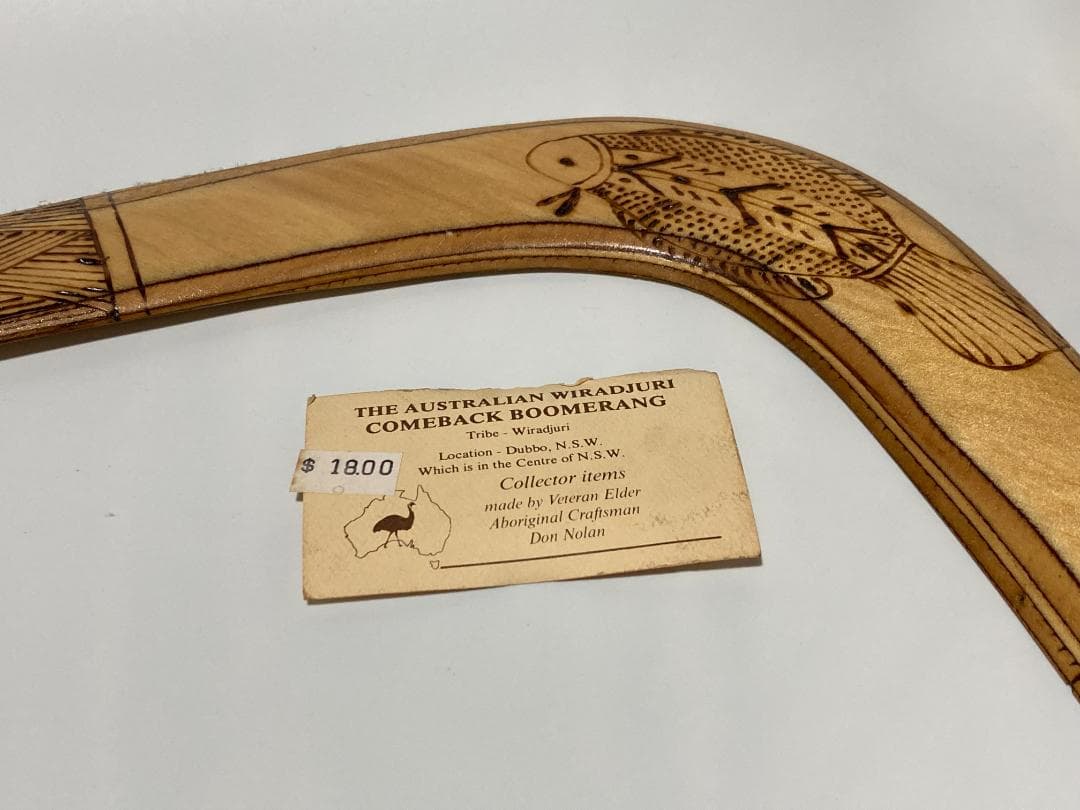 THE AUSTRALIAN WIRADJURI
COMEBACK BOOMERANG
Tribe - Wiradjuri
Location - Dubbo, N.S.W.
Which is in the Centre of N.S.W.
$ 18.00
Collector items
made by Veteran Elder
Aboriginal Craftsman
Don Nolan